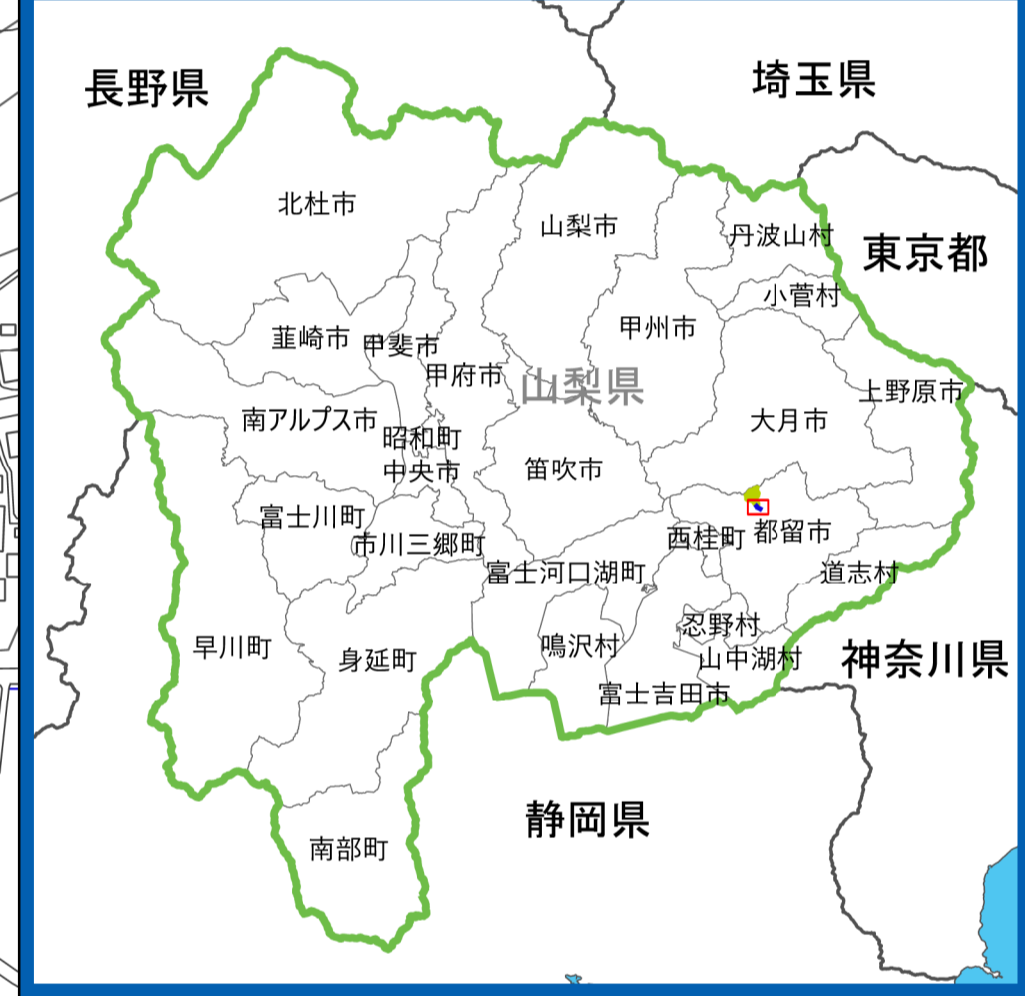 長野県
埼玉県
北杜市
山梨市
丹波山村
東京都
小菅村
韮崎市
甲斐市
甲州市
甲府市
山梨県
上野原市
南アルプス市
大月市
昭和町
中央市
笛吹市
富士川町
市川三郷町
西桂町
都留市
富士河口湖町
道志村
早川町
身延町
鳴沢村
忍野村
山中湖村
神奈川県
富士吉田市
静岡県
南部町